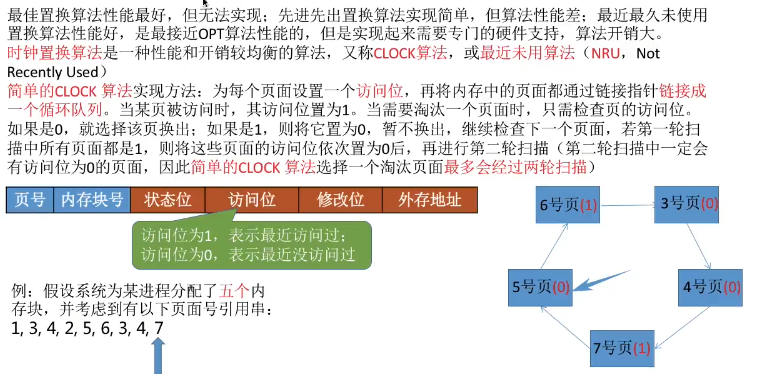 最佳置换算法性能最好，但无法实现；先进先出置换算法实现简单，但算法性能差；最近最久未使用
置换算法性能好，是最接近OPT算法性能的，但是实现起来需要专门的硬件支持，算法开销大。
时钟置换算法是一种性能和开销较均衡的算法，又称CLOCK算法，或最近未用算法（NRU，Not
Recently Used）
简单的CLOCK 算法实现方法：为每个页面设置一个访问位，再将内存中的页面都通过链接指针链接成
一个循环队列。当某页被访问时，其访问位置为1。当需要淘汰一个页面时，只需检查页的访问位。
如果是0，就选择该页换出；如果是1，则将它置为0，暂不换出，继续检查下一个页面，若第一轮扫
描中所有页面都是1，则将这些页面的访问位依次置为0后，再进行第二轮扫描（第二轮扫描中一定会
有访问位为0的页面，因此简单的CLOCK 算法选择一个淘汰页面最多会经过两轮扫描）
页号 内存块号 状态位 访问位 修改位 外存地址
访问位为1，表示最近访问过；
访问位为0，表示最近没访问过
例：假设系统为某进程分配了五个内
存块，并考虑到有以下页面号引用串：
1, 3, 4, 2, 5, 6, 3, 4, 7
6号页(1)
3号页(0)
5号页(0)
4号页(0)
7号页(1)